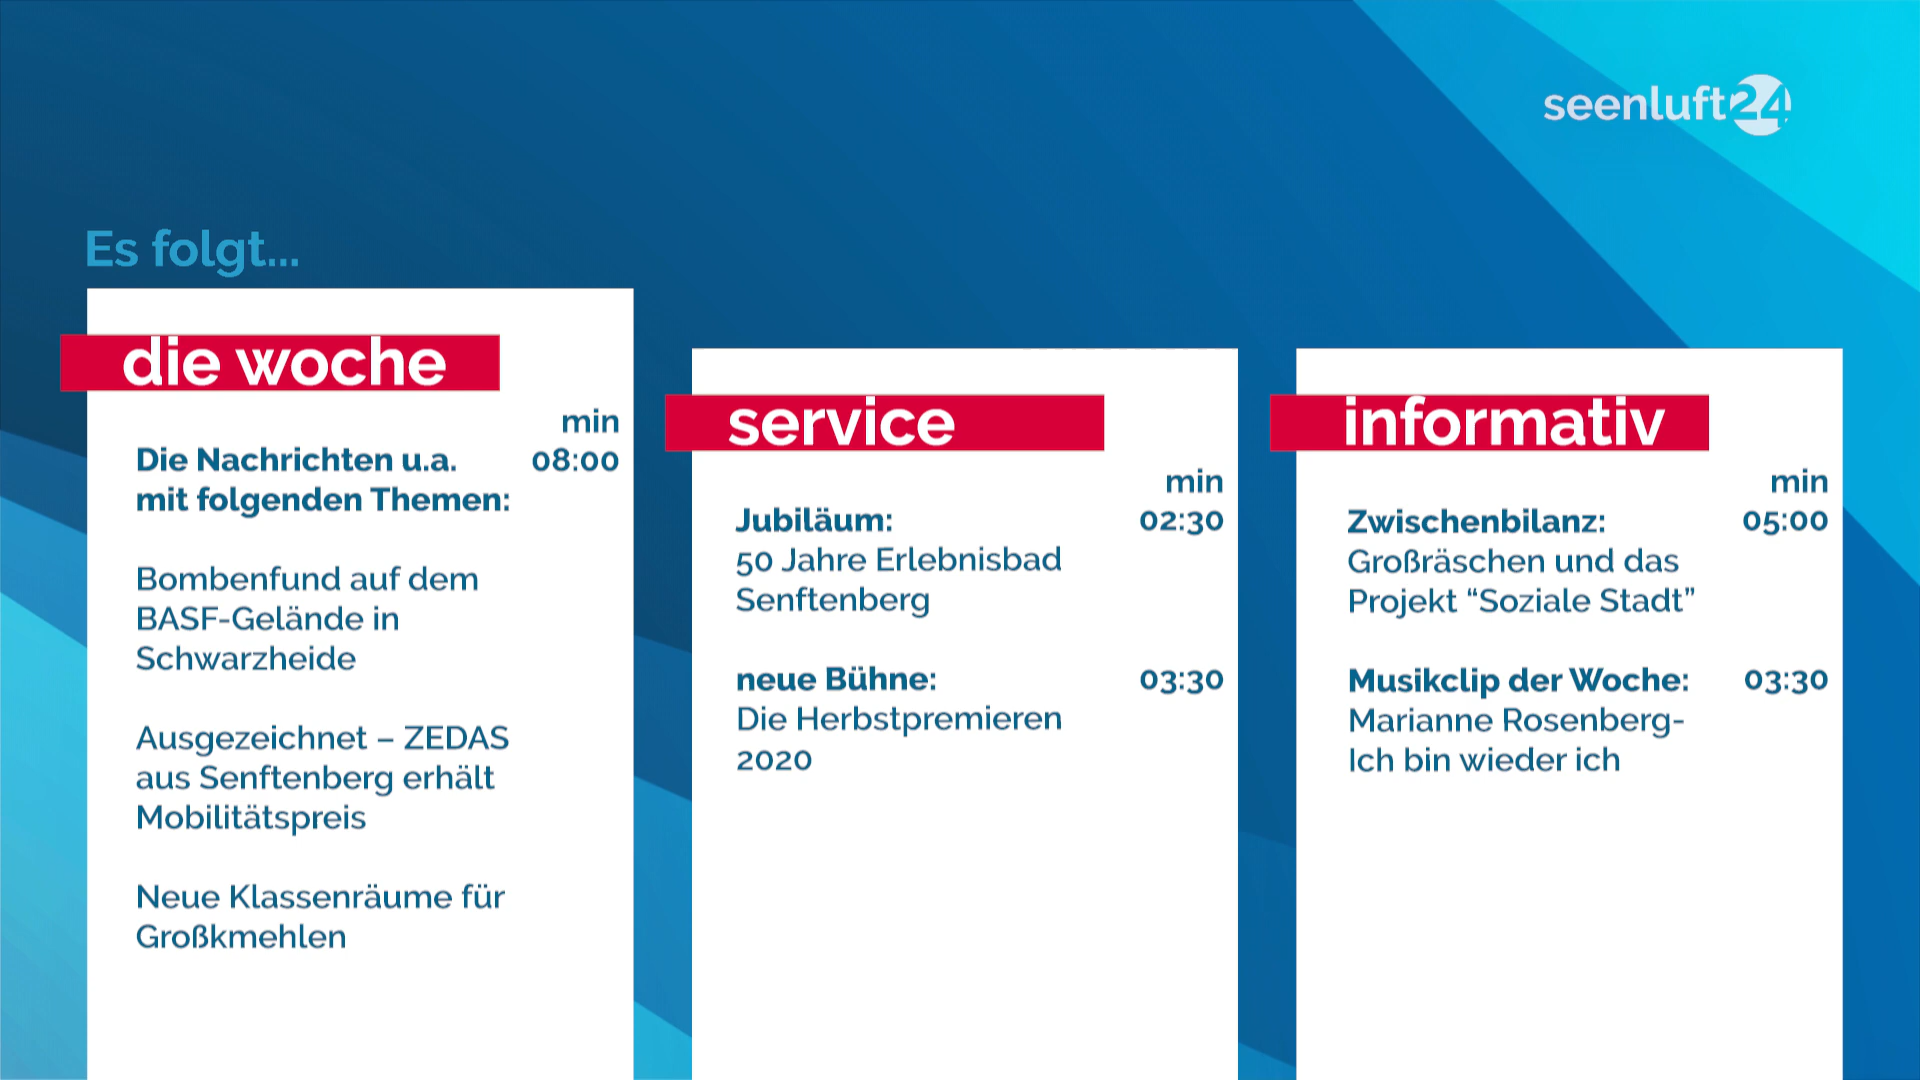 seenluft24
Es folgt...
die woche
min
Die Nachrichten u.a. 08:00
mit folgenden Themen:
Bombenfund auf dem
BASF-Gelände in
Schwarzheide
Ausgezeichnet – ZEDAS
aus Senftenberg erhält
Mobilitätspreis
Neue Klassenräume für
Großkmehlen
service
min
Jubiläum: 02:30
50 Jahre Erlebnisbad
Senftenberg
neue Bühne: 03:30
Die Herbstpremieren
2020
informativ
min
Zwischenbilanz: 05:00
Großräschen und das
Projekt “Soziale Stadt”
Musikclip der Woche: 03:30
Marianne Rosenberg-
Ich bin wieder ich